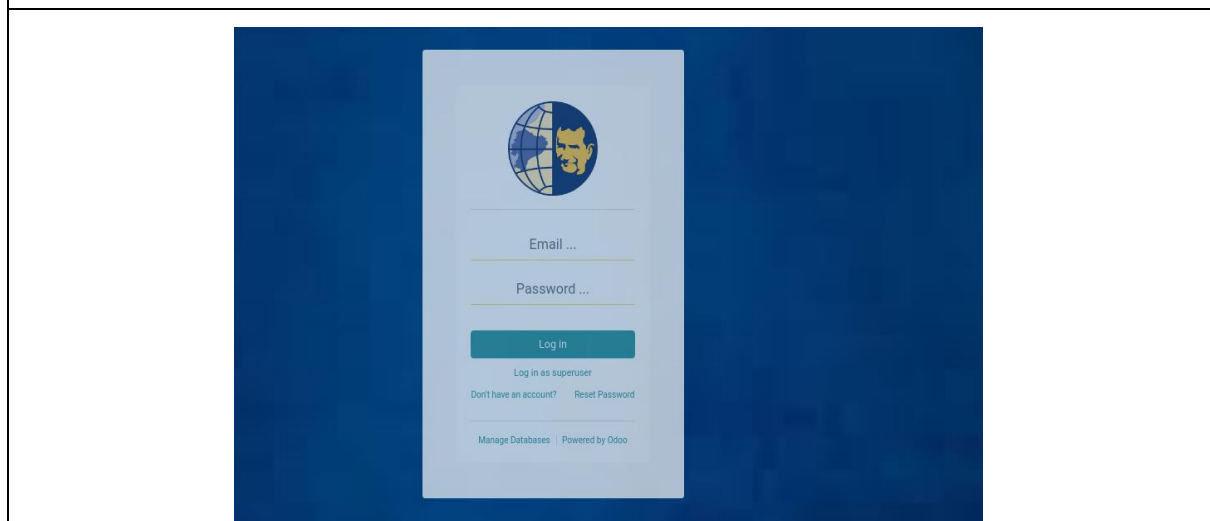 Email ...
Password ...
Log in
Log in as superuser
Don't have an account? Reset Password
Manage Databases | Powered by Odoo